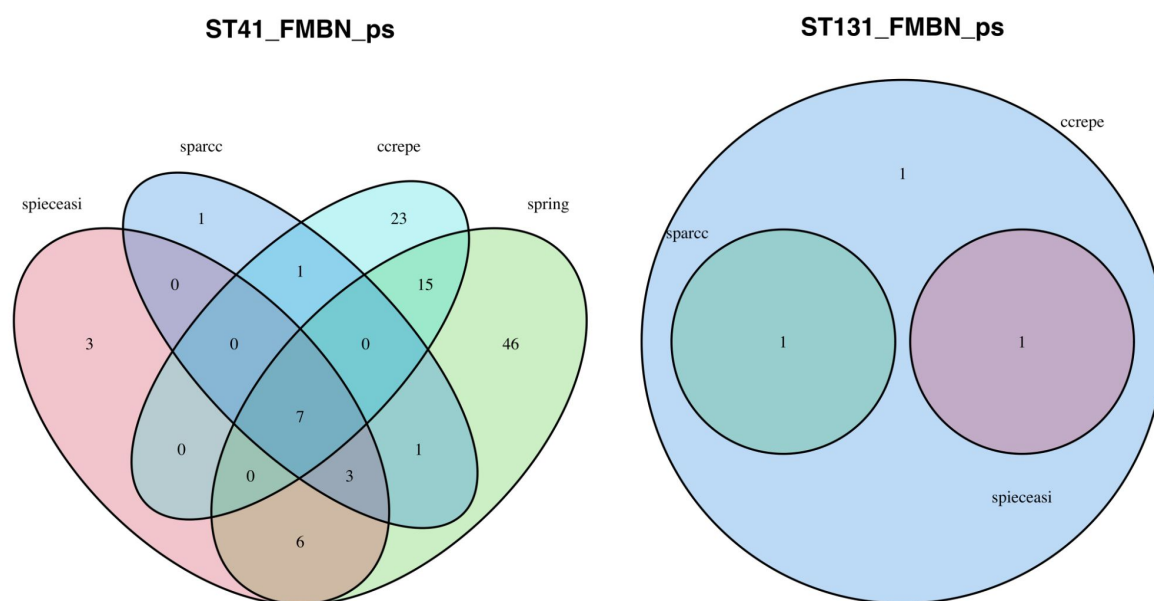 ST41_FMBN_ps
sparcc
ccrepe
spieceasi
spring
1
23
0
1
15
3
0
0
46
7
0
0
3
1
6
ST131_FMBN_ps
ccrepe
1
sparcc
1
1
spieceasi